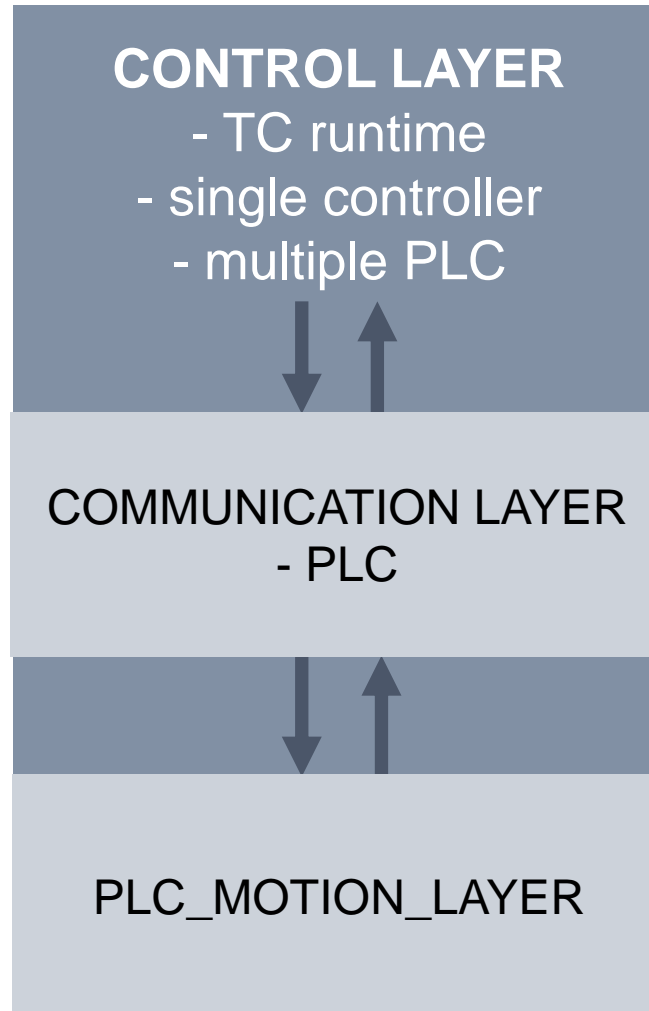 CONTROL LAYER
- TC runtime
- single controller
- multiple PLC
COMMUNICATION LAYER
- PLC
PLC_MOTION_LAYER